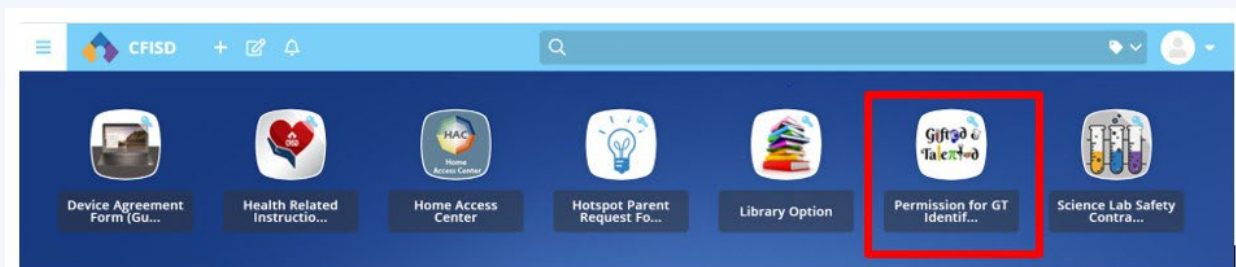 CFISD
Gifted &
Talented
HAC
Home
Access Center
CFISD
Device Agreement
Form (Gu...
Health Related
Instructio...
Home Access
Center
Hotspot Parent
Request Fo...
Library Option
Permission for GT
Identif...
Science Lab Safety
Contra...